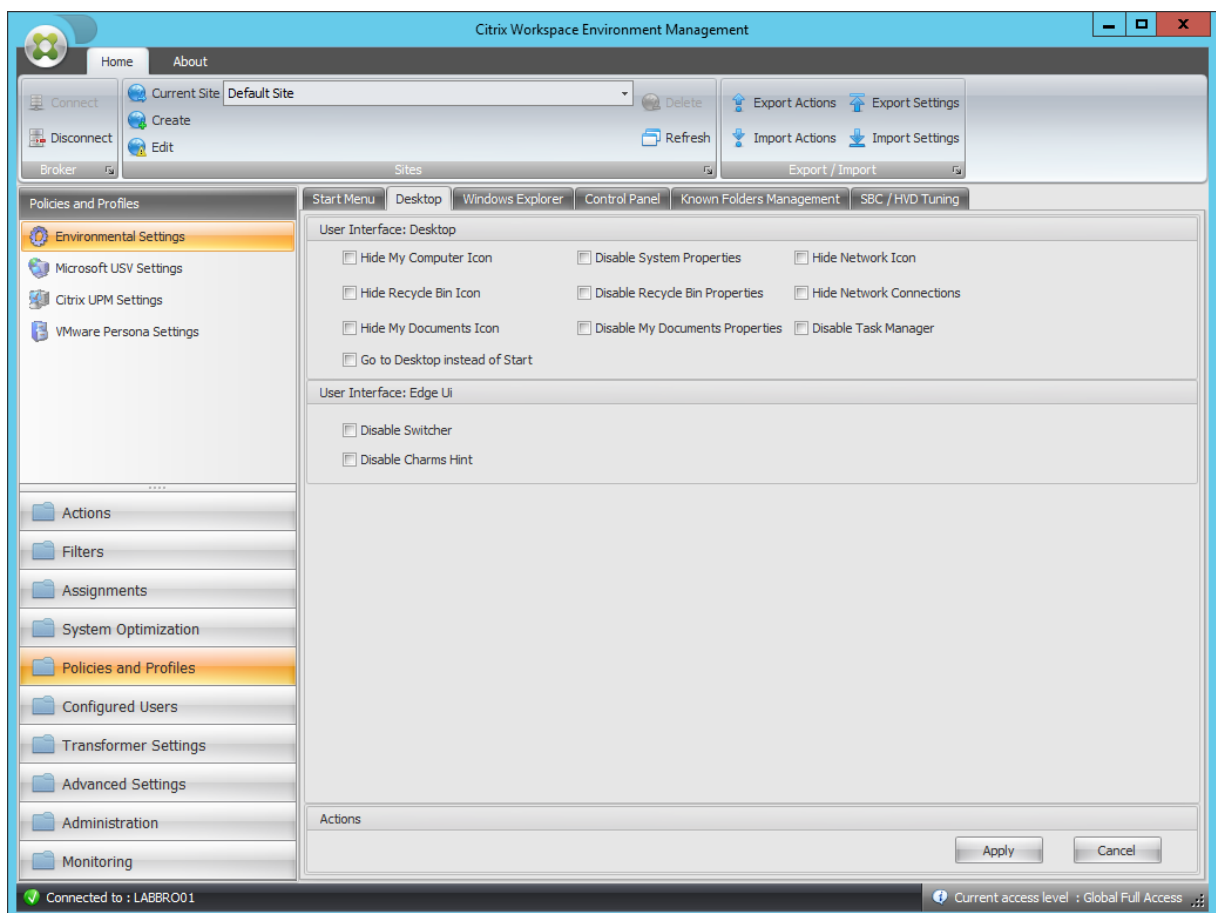 Citrix Workspace Environment Management
Home About
Connect
Disconnect
Broker
Current Site Default Site
Create
Edit
Delete
Refresh
Sites
Export Actions Export Settings
Import Actions Import Settings
Export / Import
Policies and Profiles
Environmental Settings
Microsoft USV Settings
Citrix UPM Settings
VMware Persona Settings
Actions
Filters
Assignments
System Optimization
Policies and Profiles
Configured Users
Transformer Settings
Advanced Settings
Administration
Monitoring
Start Menu Desktop Windows Explorer Control Panel Known Folders Management SBC / HVD Tuning
User Interface: Desktop
Hide My Computer Icon Disable System Properties Hide Network Icon
Hide Recycle Bin Icon Disable Recycle Bin Properties Hide Network Connections
Hide My Documents Icon Disable My Documents Properties Disable Task Manager
Go to Desktop instead of Start
User Interface: Edge Ui
Disable Switcher
Disable Charms Hint
Actions
Apply Cancel
Connected to : LABBRO01
Current access level : Global Full Access